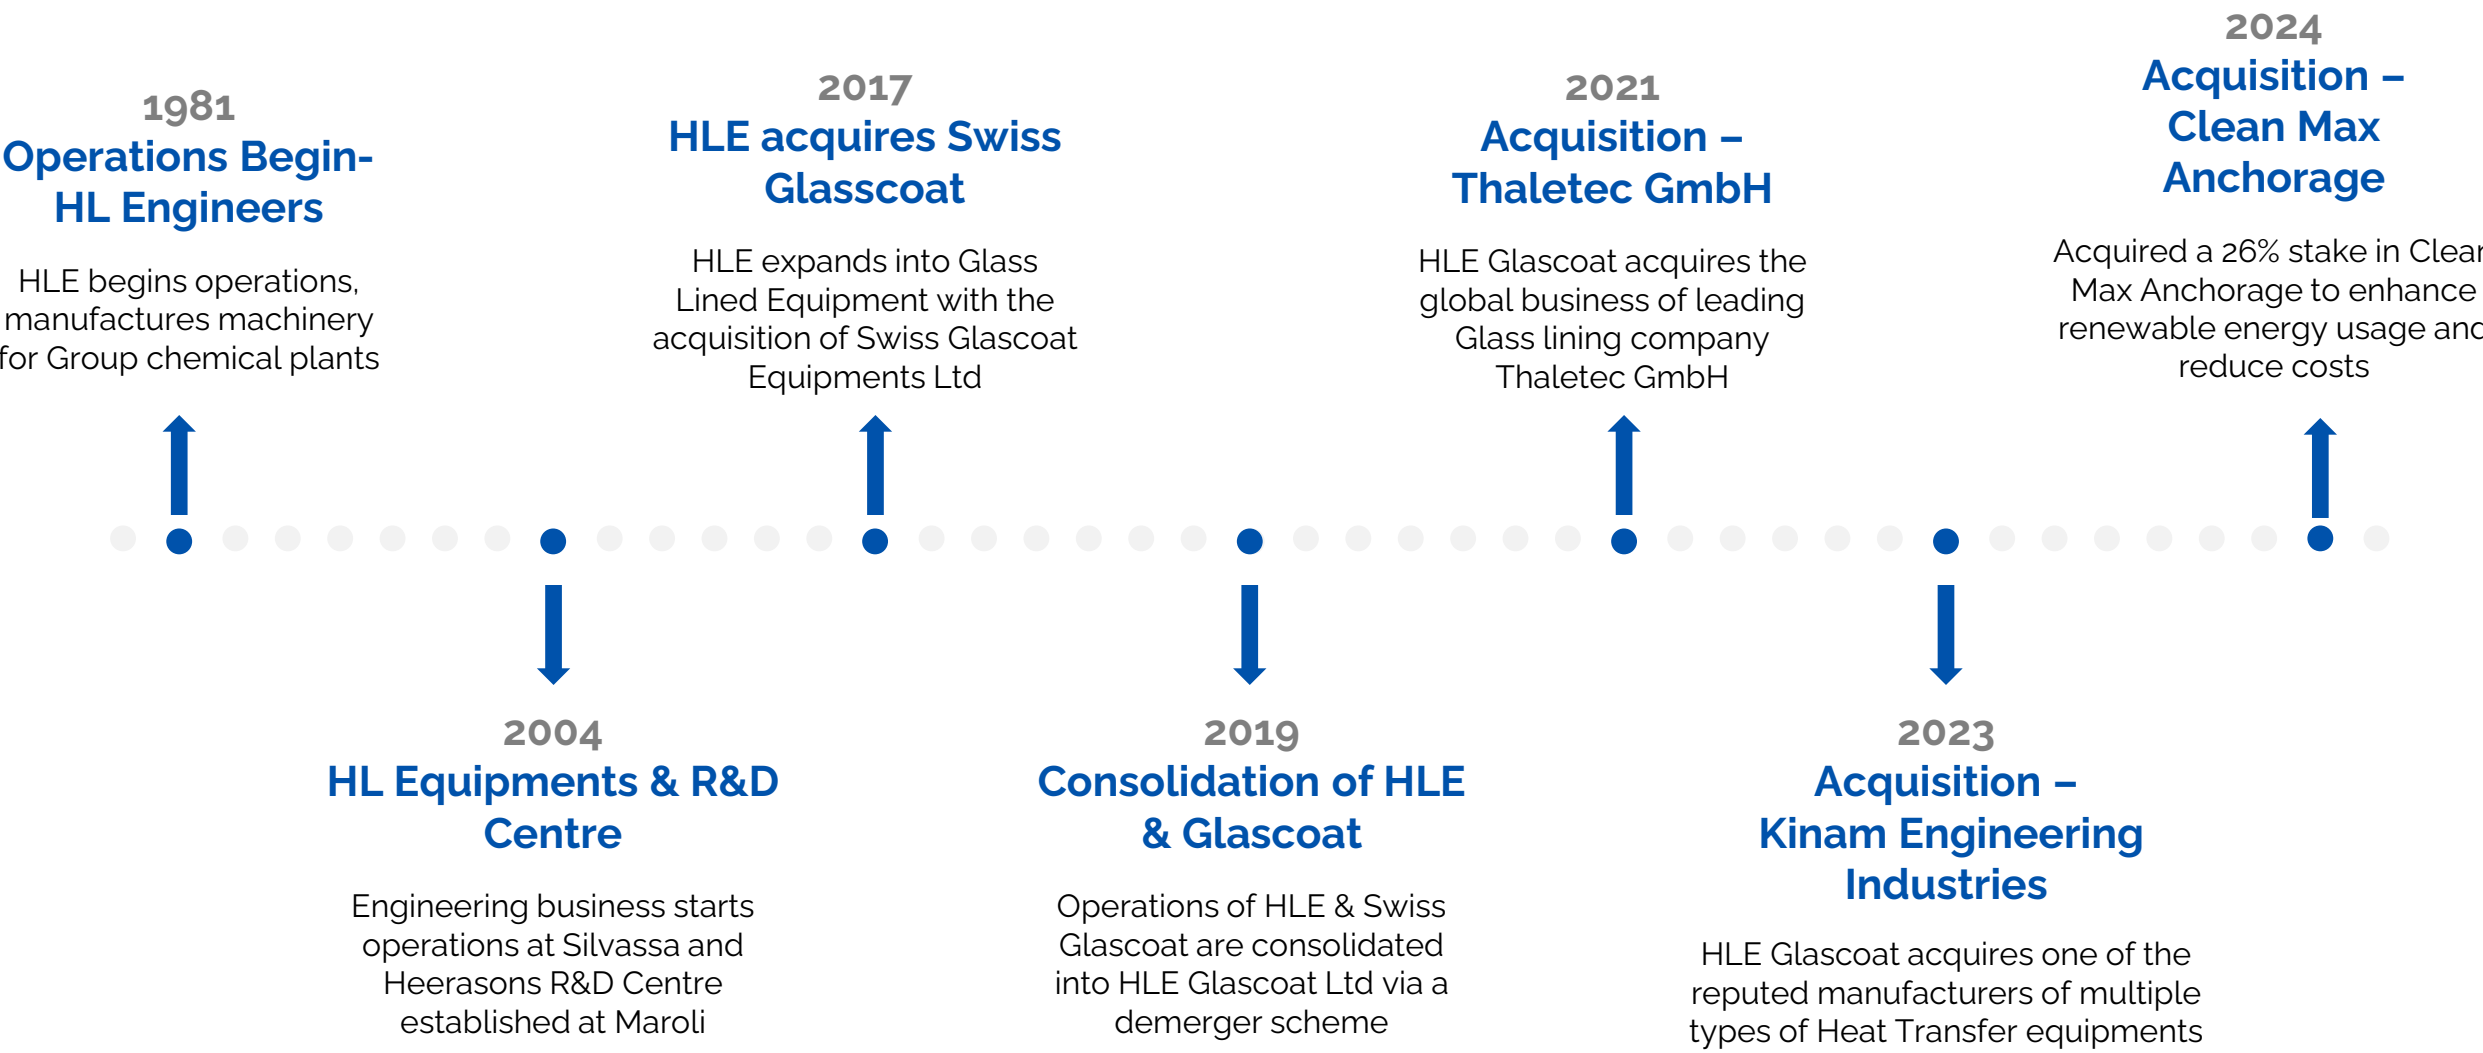 1981
Operations Begin-
HL Engineers
HLE begins operations,
manufactures machinery
for Group chemical plants
2004
HL Equipments & R&D
Centre
Engineering business starts
operations at Silvassa and
Heerasons R&D Centre
established at Maroli
2017
HLE acquires Swiss
Glasscoat
HLE expands into Glass
Lined Equipment with the
acquisition of Swiss Glascoat
Equipments Ltd
2019
Consolidation of HLE
& Glascoat
Operations of HLE & Swiss
Glascoat are consolidated
into HLE Glascoat Ltd via a
demerger scheme
2021
Acquisition –
Thaletec GmbH
HLE Glascoat acquires the
global business of leading
Glass lining company
Thaletec GmbH
2023
Acquisition –
Kinam Engineering
Industries
HLE Glascoat acquires one of the
reputed manufacturers of multiple
types of Heat Transfer equipments
2024
Acquisition –
Clean Max
Anchorage
Acquired a 26% stake in Clean
Max Anchorage to enhance
renewable energy usage and
reduce costs